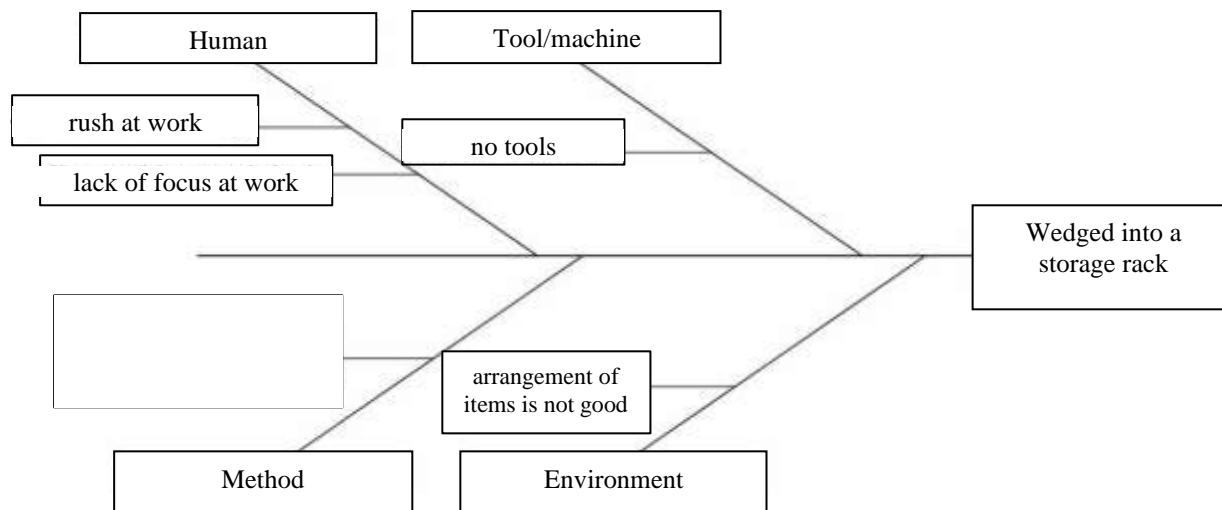 Human
Tool/machine
rush at work
no tools
lack of focus at work
Wedged into a
storage rack
arrangement of
items is not good
Method
Environment